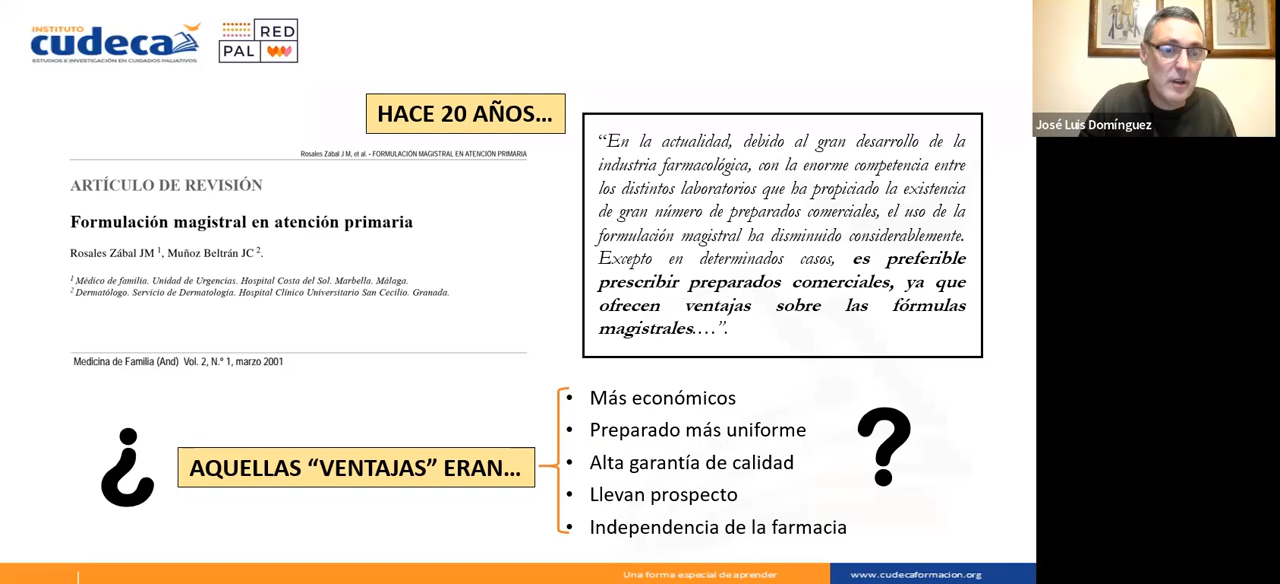 INSTITUTO
cudeca
ESTUDIOS E INVESTIGACIÓN EN CUIDADOS PALIATIVOS
RED
PAL
José Luis Domínguez
HACE 20 AÑOS...
Rosales Zábal J M, et al. - FORMULACIÓN MAGISTRAL EN ATENCIÓN PRIMARIA
ARTÍCULO DE REVISIÓN
Formulación magistral en atención primaria
Rosales Zábal JM 1, Muñoz Beltrán JC 2.
1 Médico de familia. Unidad de Urgencias. Hospital Costa del Sol. Marbella. Málaga.
2 Dermatólogo. Servicio de Dermatologia. Hospital Clínico Universitario San Cecilio. Granada.
Medicina de Familia (And) Vol. 2, N.º 1, marzo 2001
“En la actualidad, debido al gran desarrollo de la
industria farmacológica, con la enorme competencia entre
los distintos laboratorios que ha propiciado la existencia
de gran número de preparados comerciales, el uso de la
formulación magistral ha disminuido considerablemente.
Excepto en determinados casos, es preferible
prescribir preparados comerciales, ya que
ofrecen ventajas sobre las fórmulas
magistrales….”.
¿
AQUELLAS “VENTAJAS” ERAN...
• Más económicos
• Preparado más uniforme
• Alta garantía de calidad
• Llevan prospecto
• Independencia de la farmacia
?
Una forma especial de aprender
www.cudecaformacion.org